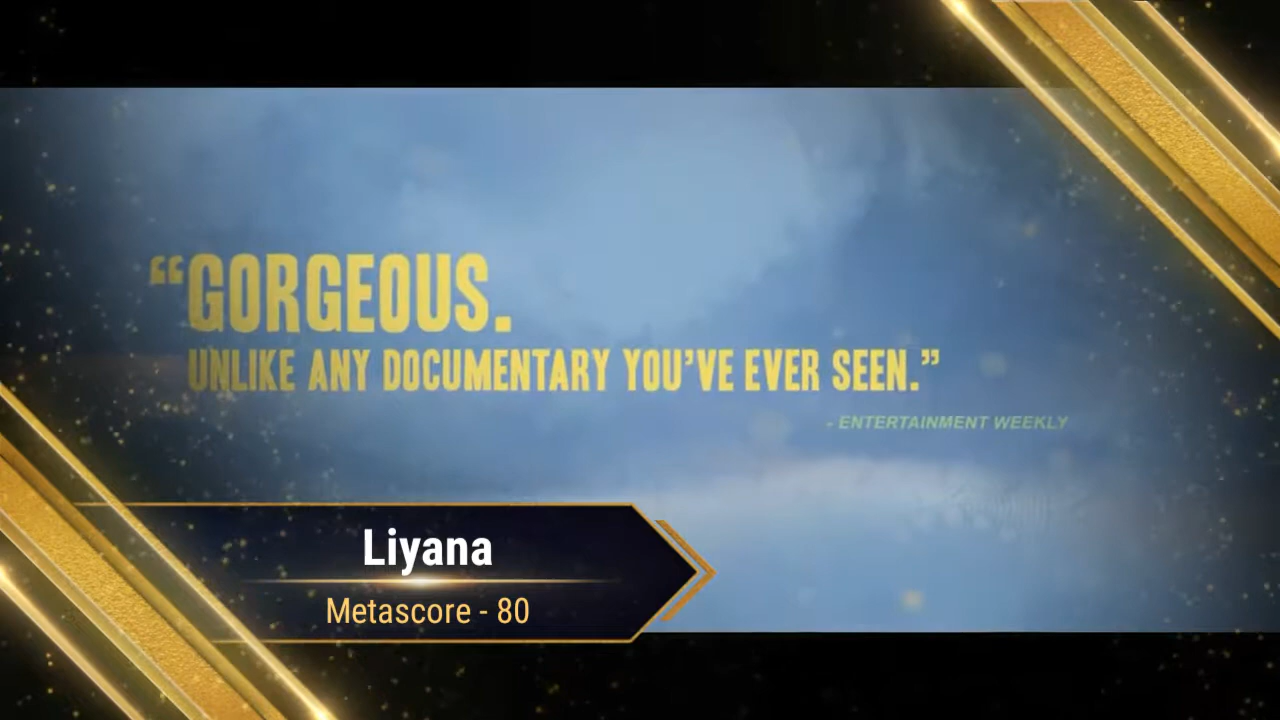 “GORGEOUS.
UNLIKE ANY DOCUMENTARY YOU’VE EVER SEEN.”
- ENTERTAINMENT WEEKLY
Liyana
Metascore - 80